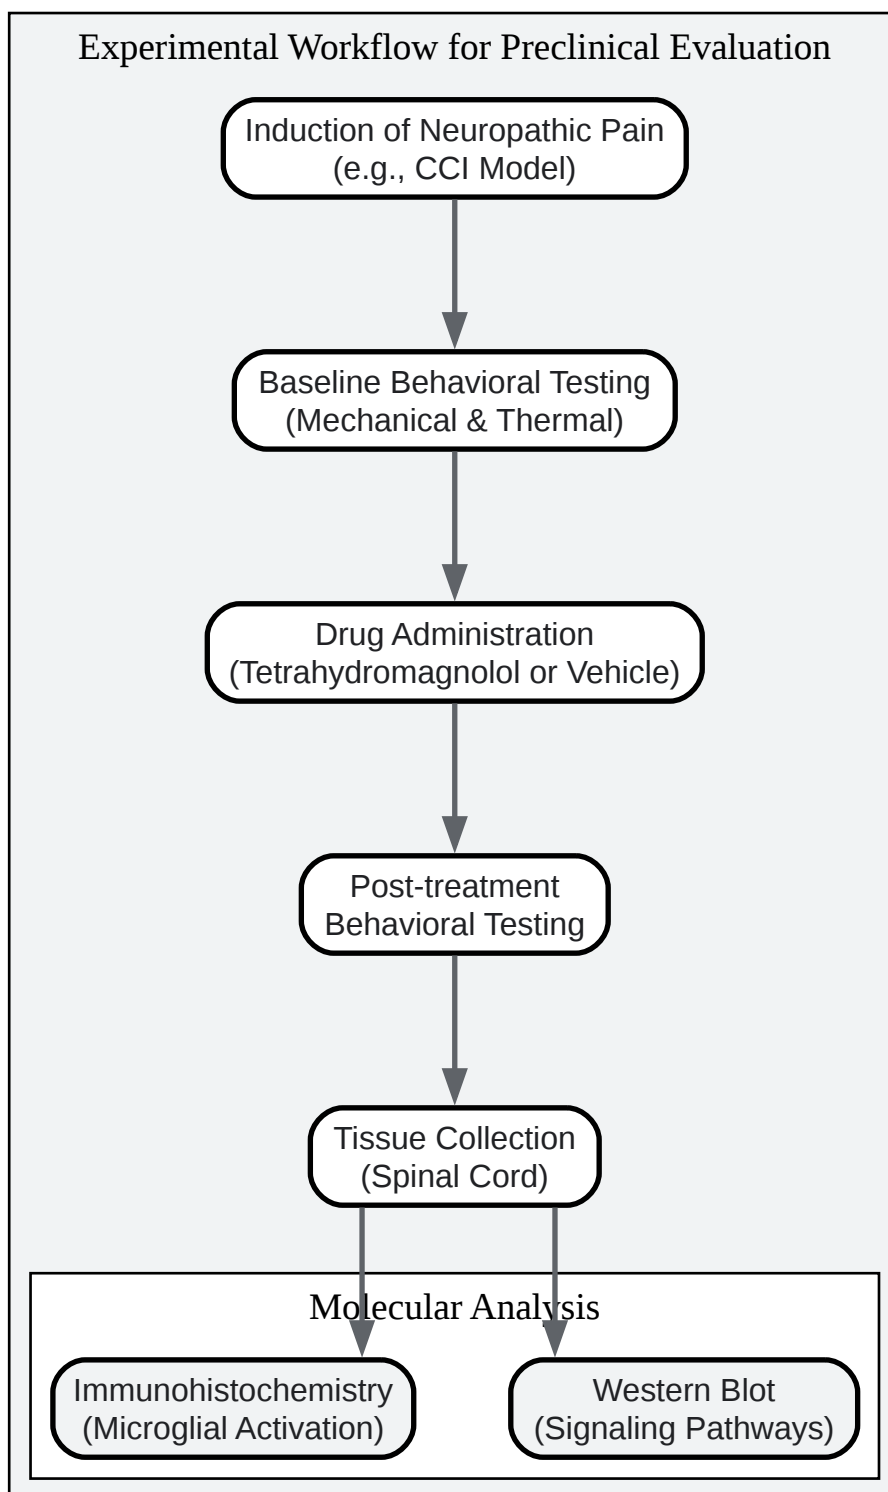 Experimental Workflow for Preclinical Evaluation
Induction of Neuropathic Pain
(e.g., CCI Model)
Baseline Behavioral Testing
(Mechanical & Thermal)
Drug Administration
(Tetrahydromagnolol or Vehicle)
Post-treatment
Behavioral Testing
Tissue Collection
(Spinal Cord)
Molecular Analysis
Immunohistochemistry
(Microglial Activation)
Western Blot
(Signaling Pathways)